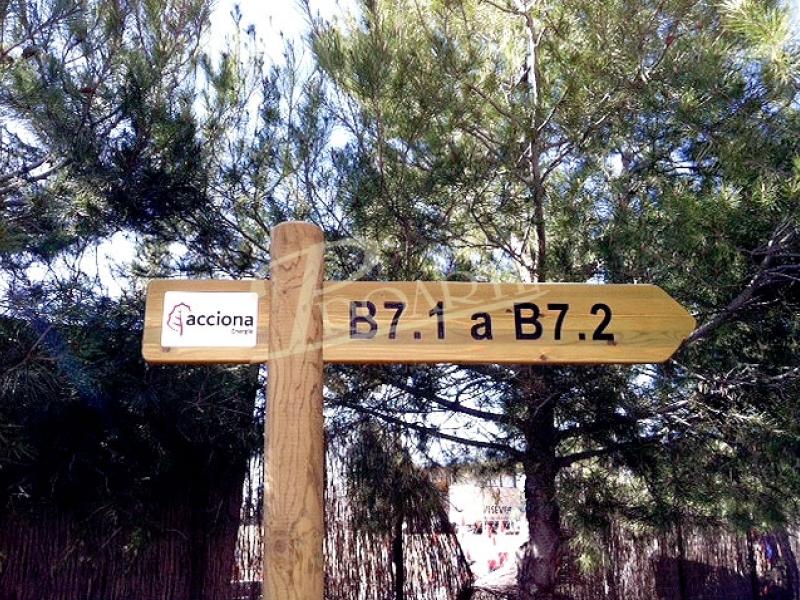 acciona
Energía
B7.1 a B7.2